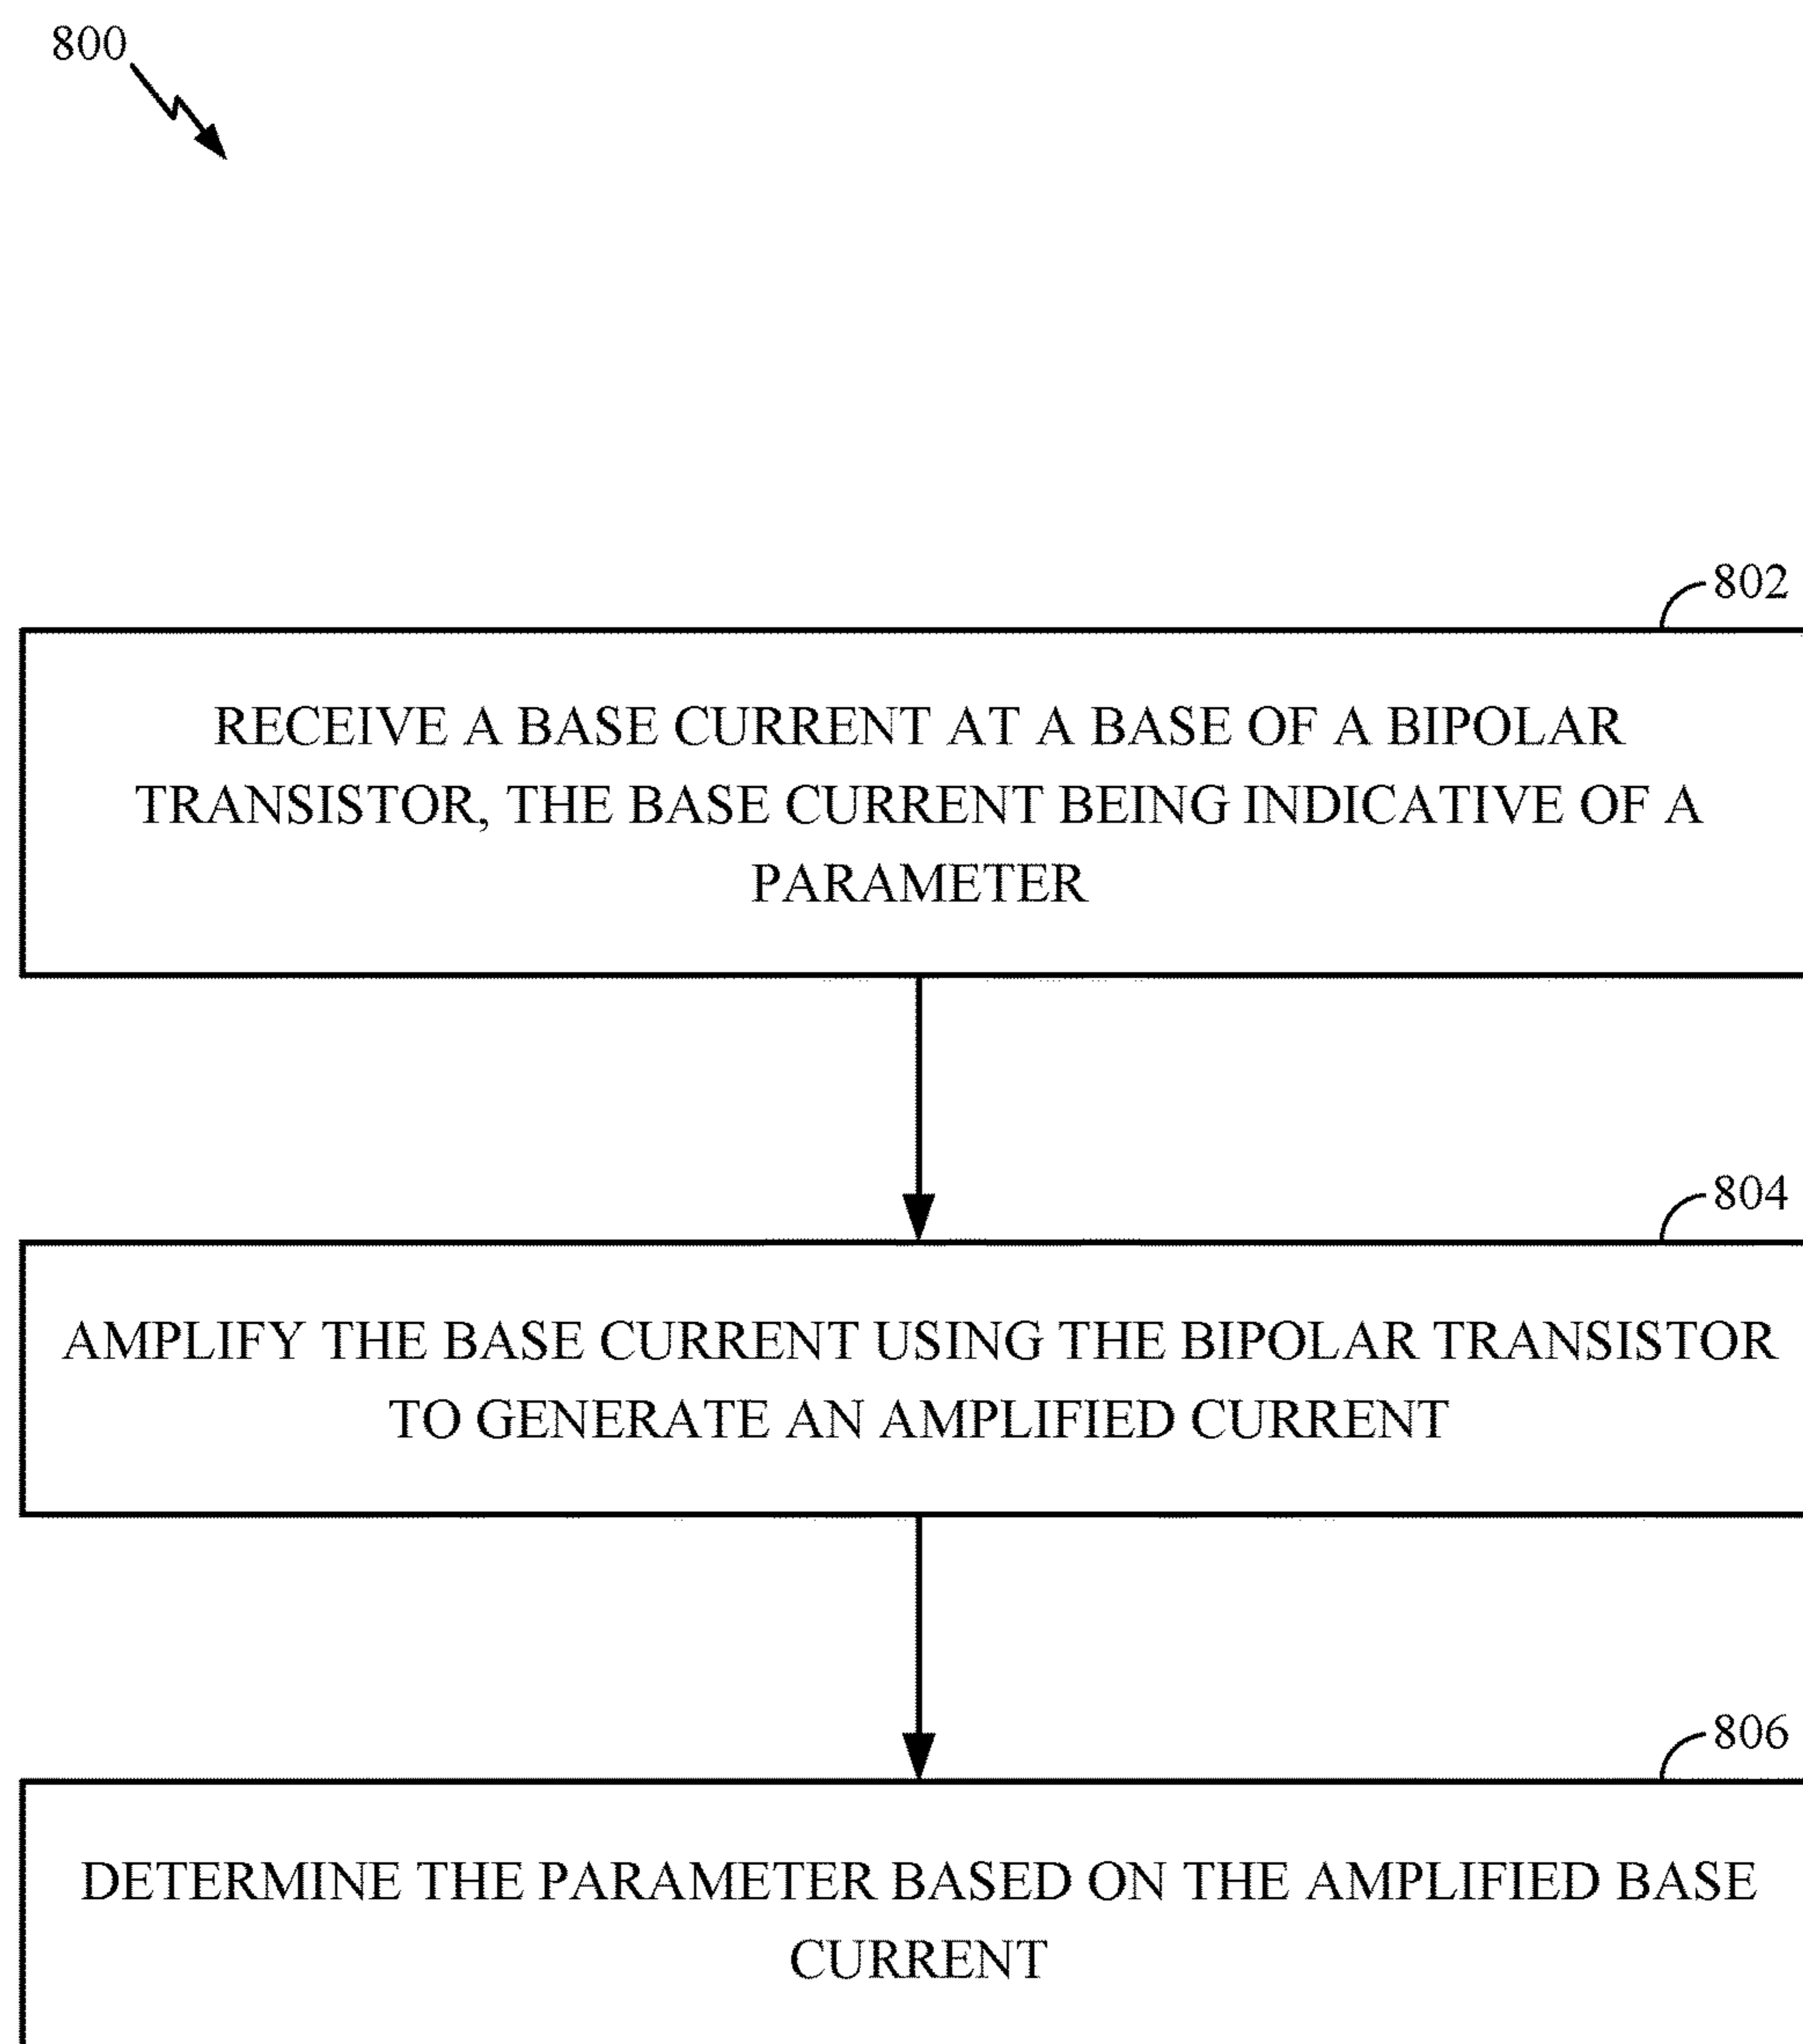 800
802
RECEIVE A BASE CURRENT AT A BASE OF A BIPOLAR
TRANSISTOR, THE BASE CURRENT BEING INDICATIVE OF A
PARAMETER
804
AMPLIFY THE BASE CURRENT USING THE BIPOLAR TRANSISTOR
TO GENERATE AN AMPLIFIED CURRENT
806
DETERMINE THE PARAMETER BASED ON THE AMPLIFIED BASE
CURRENT